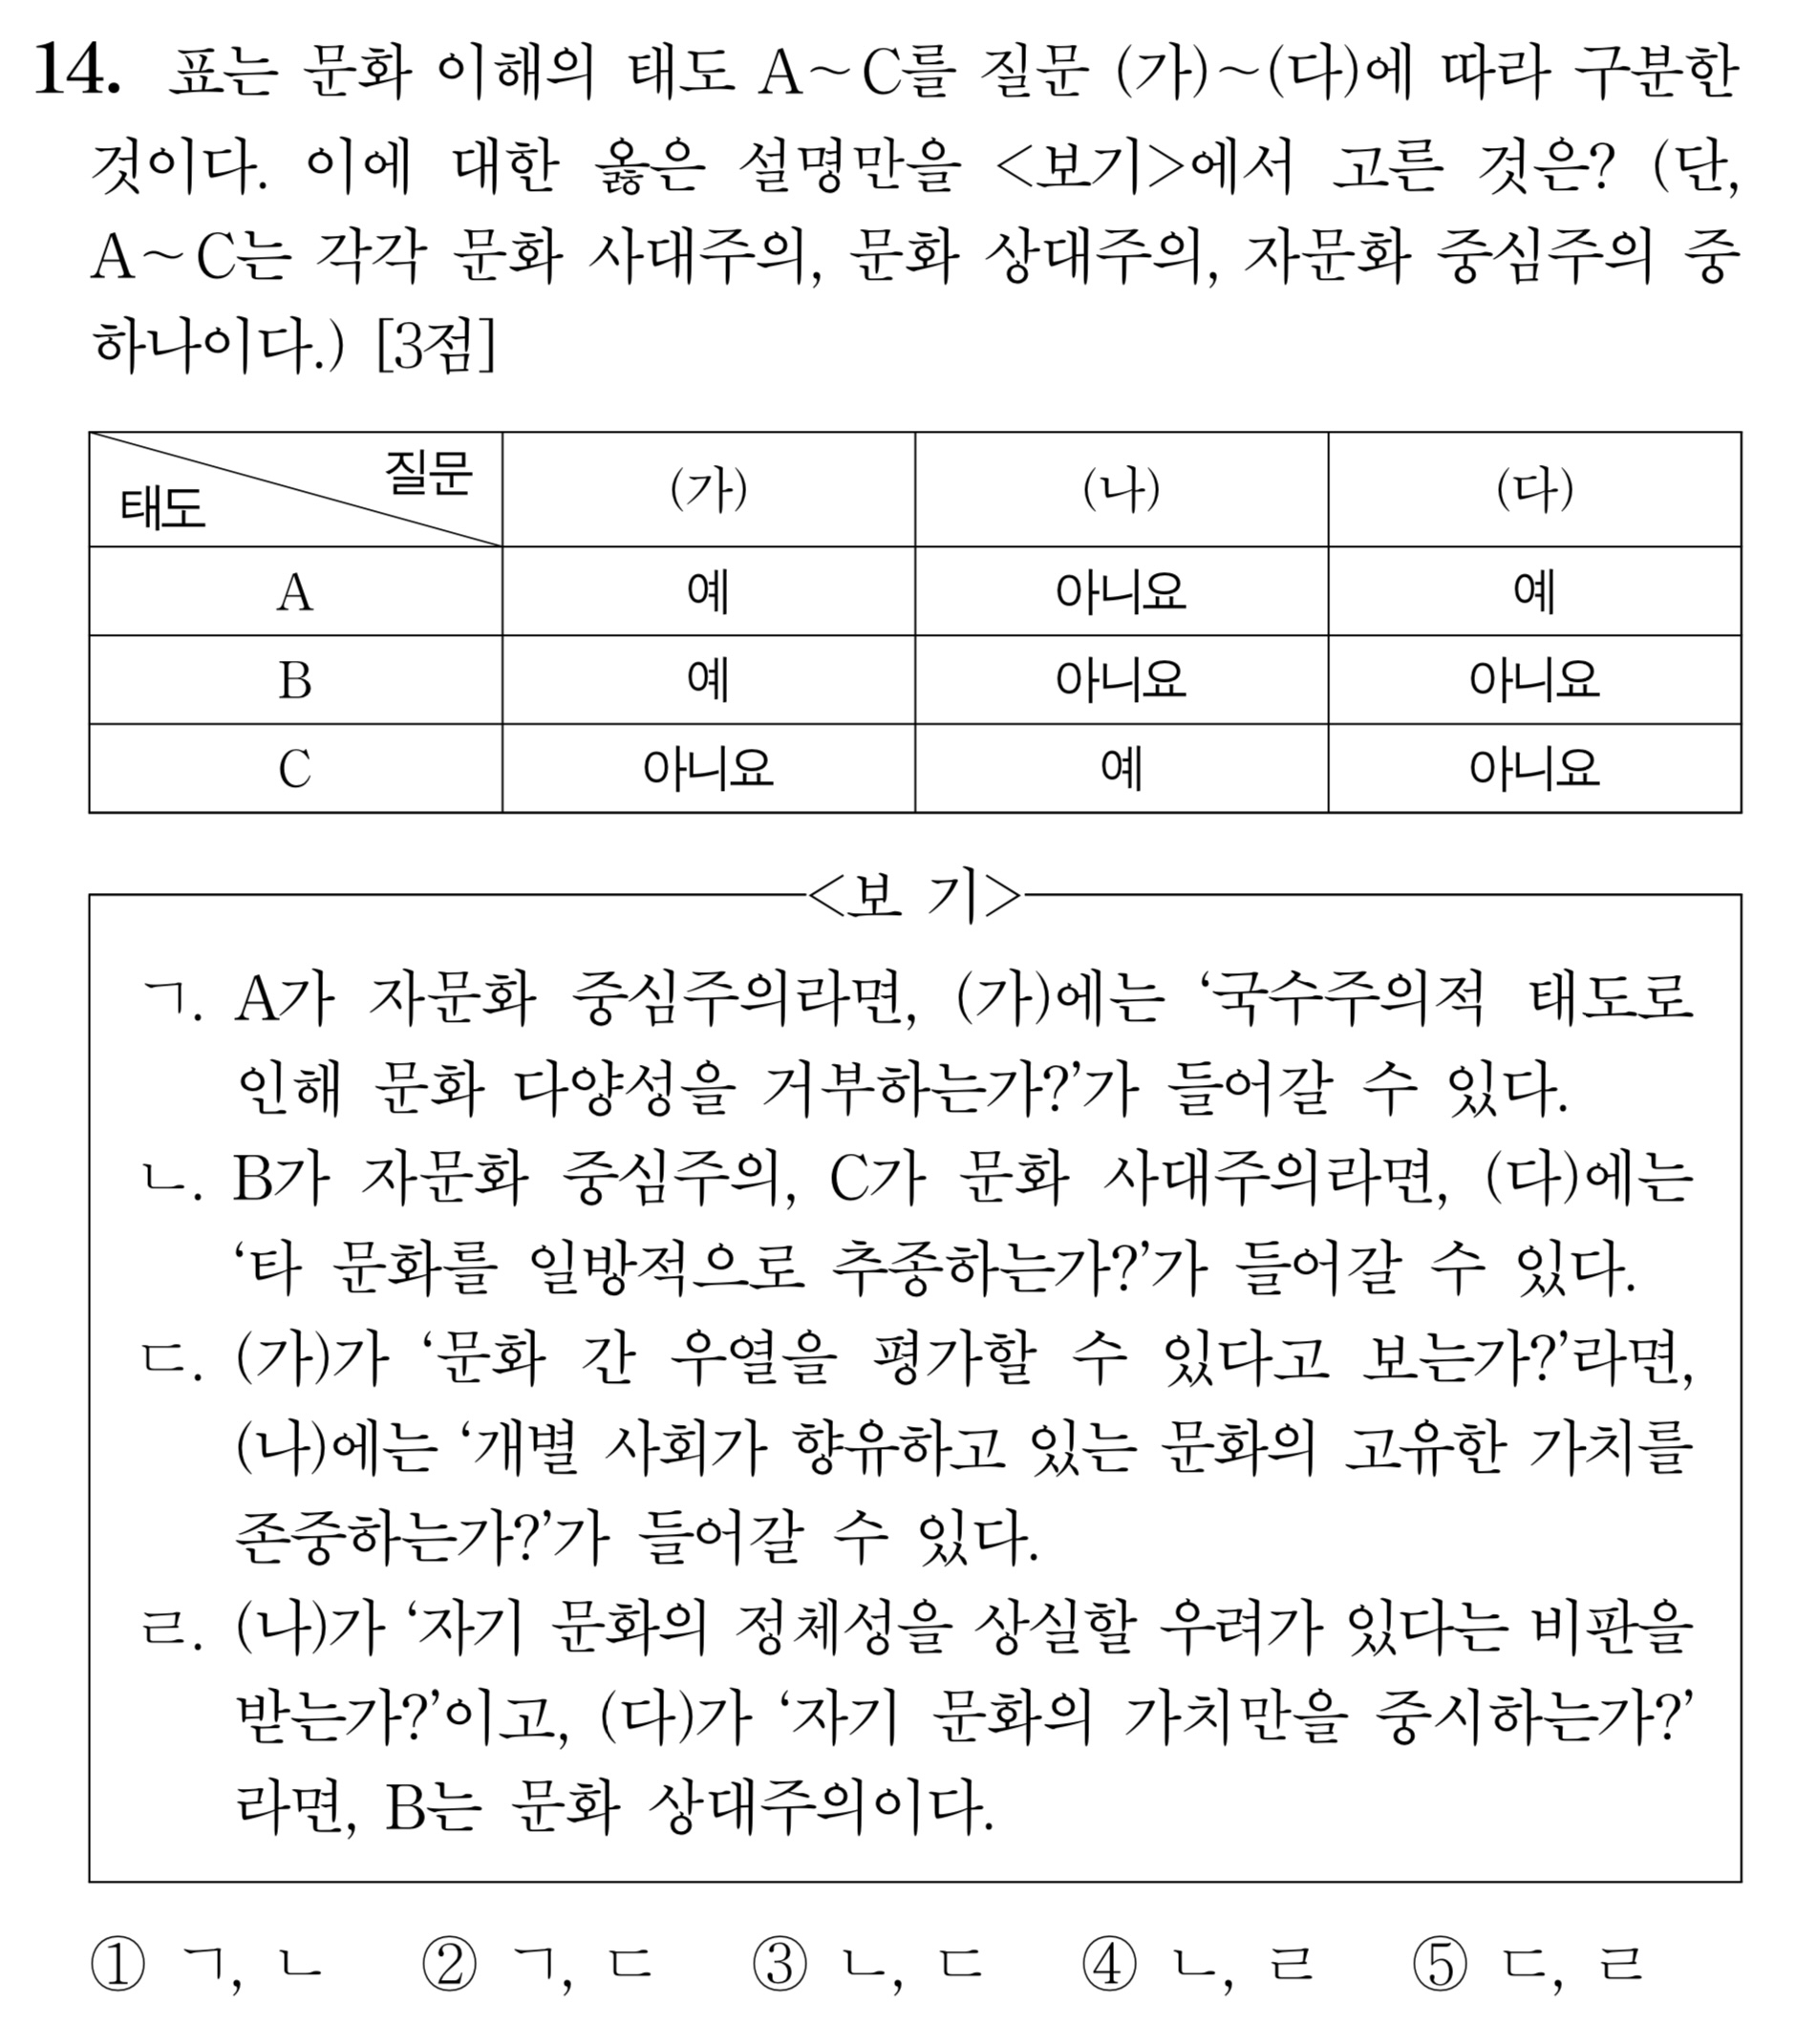 14. 표는 문화 이해의 태도 A～C를 질문 (가)～(다)에 따라 구분한
것이다. 이에 대한 옳은 설명만을 <보기>에서 고른 것은? (단,
A～C는 각각 문화 사대주의, 문화 상대주의, 자문화 중심주의 중
하나이다.) [3점]
질문
태도
(가) (나) (다)
A 예 아니요 예
B 예 아니요 아니요
C 아니요 예 아니요
<보 기>
ㄱ. A가 자문화 중심주의라면, (가)에는 ‘국수주의적 태도로
인해 문화 다양성을 거부하는가?’가 들어갈 수 있다.
ㄴ. B가 자문화 중심주의, C가 문화 사대주의라면, (다)에는
‘타 문화를 일방적으로 추종하는가?’가 들어갈 수 있다.
ㄷ. (가)가 ‘문화 간 우열을 평가할 수 있다고 보는가?’라면,
(나)에는 ‘개별 사회가 향유하고 있는 문화의 고유한 가치를
존중하는가?’가 들어갈 수 있다.
ㄹ. (나)가 ‘자기 문화의 정체성을 상실할 우려가 있다는 비판을
받는가?’이고, (다)가 ‘자기 문화의 가치만을 중시하는가?’
라면, B는 문화 상대주의이다.
① ㄱ, ㄴ ② ㄱ, ㄷ ③ ㄴ, ㄷ ④ ㄴ, ㄹ ⑤ ㄷ, ㄹ